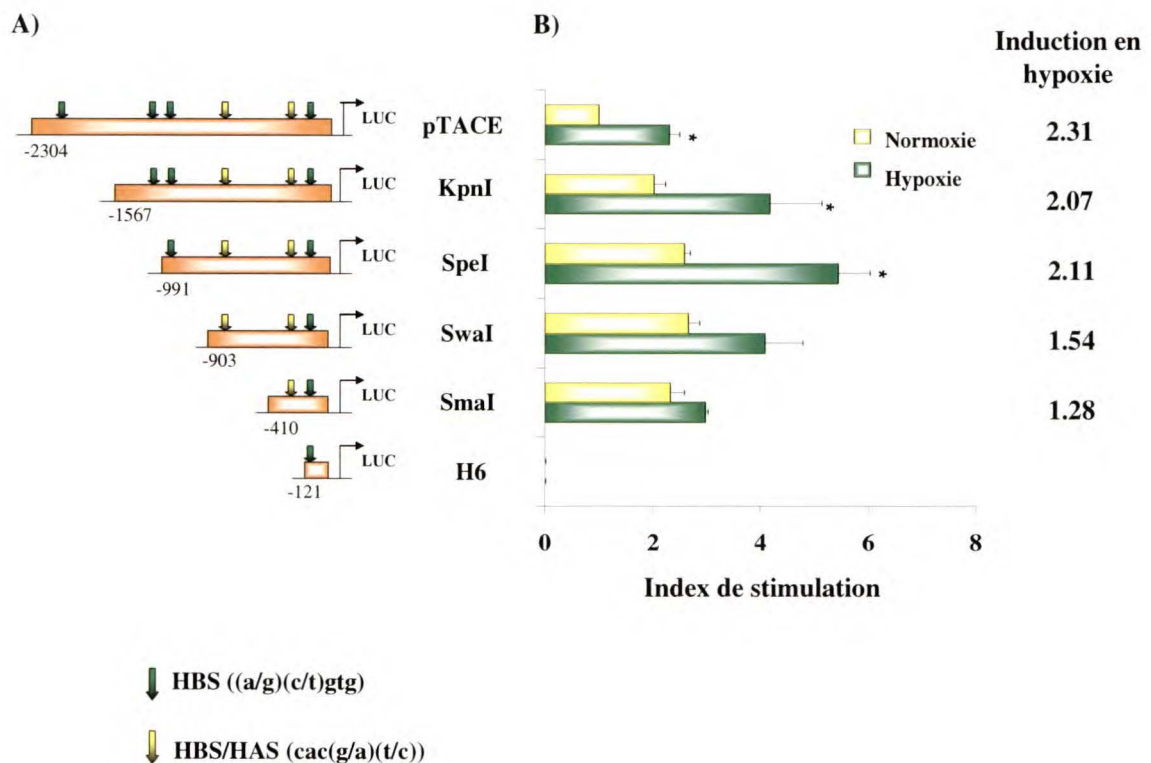 A)
B)
Induction en
hypoxie
LUC
pTACE
2.31
-2304
Normoxie
Hypoxie
LUC
KpnI
2.07
*
-1567
LUC
SpeI
2.11
*
-991
LUC
SwaI
1.54
-903
LUC
SmaI
1.28
-410
LUC
H6
-121
*
0 2 4 6 8
Index de stimulation
HBS ((a/g)(c/t)gtg)
HBS/HAS (cac(g/a)(t/c))